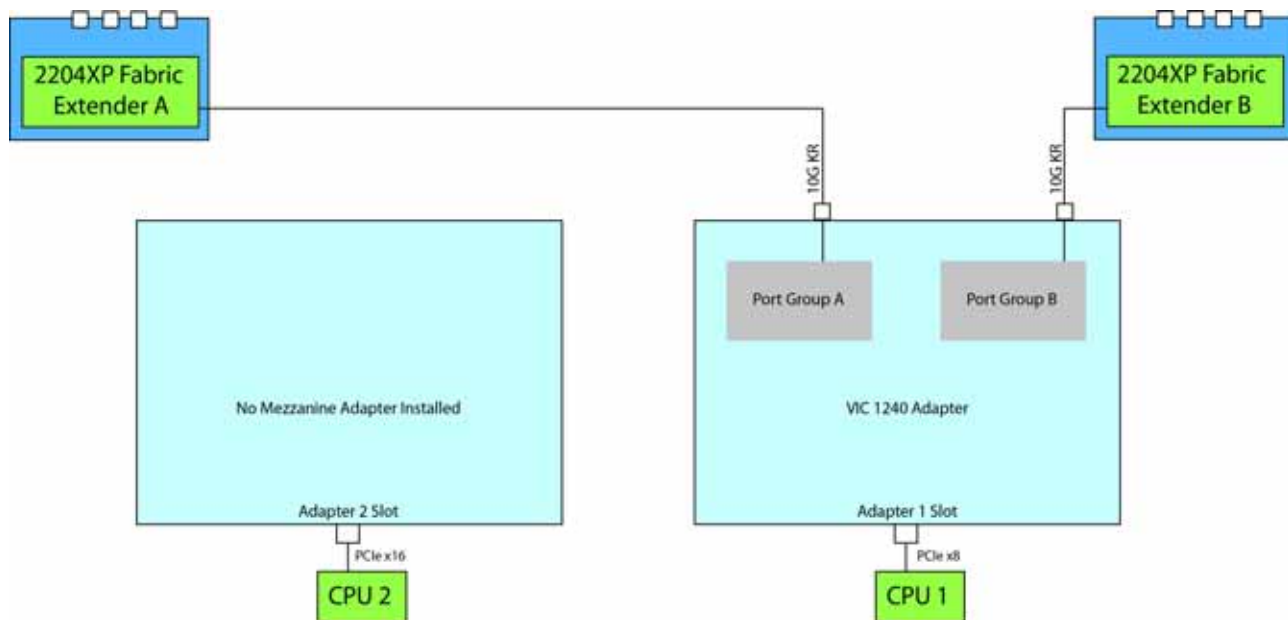 2204XP Fabric
Extender A
2204XP Fabric
Extender B
10G KR
10G KR
Port Group A
Port Group B
No Mezzanine Adapter Installed
VIC 1240 Adapter
Adapter 2 Slot
Adapter 1 Slot
PCIe x16
PCIe x8
CPU 2
CPU 1